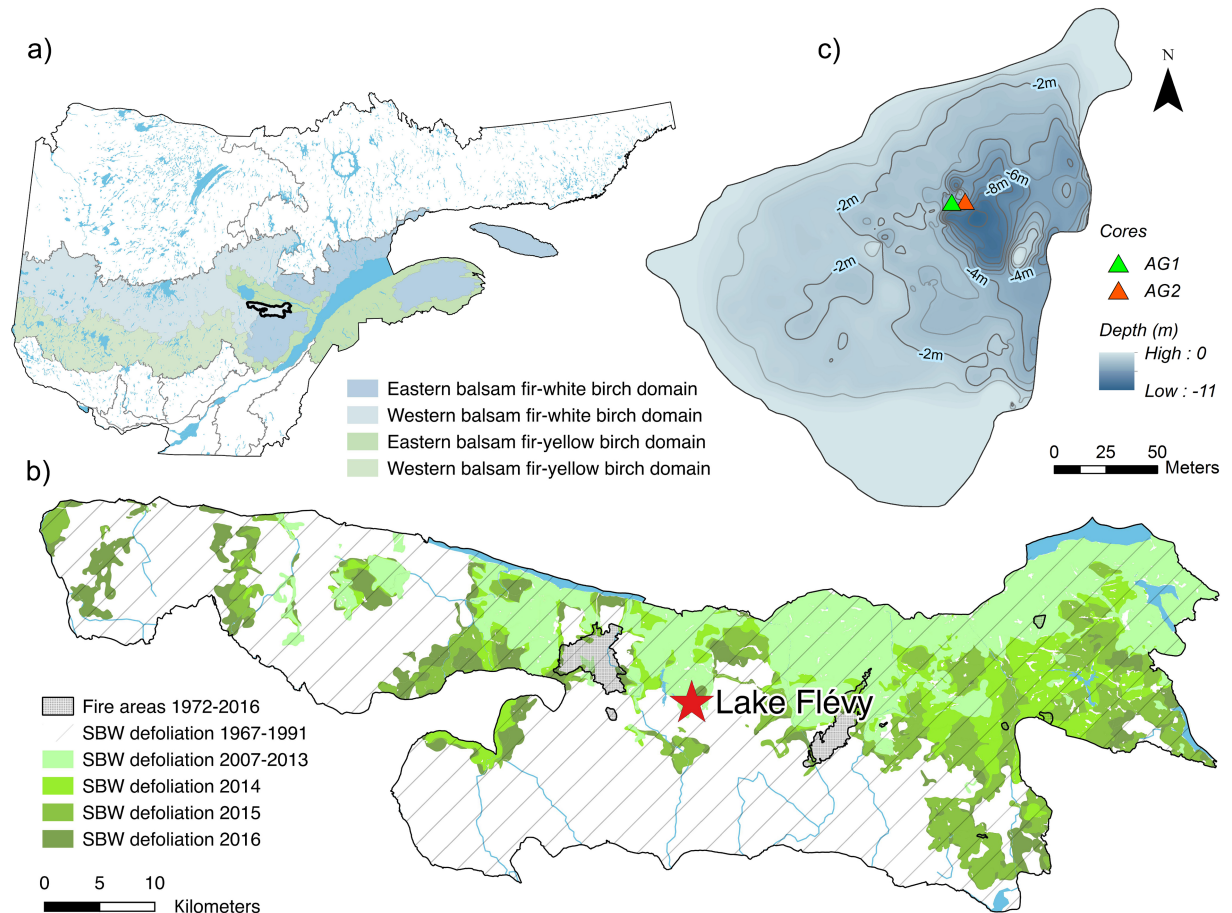 a)
Eastern balsam fir-white birch domain
Western balsam fir-white birch domain
Eastern balsam fir-yellow birch domain
Western balsam fir-yellow birch domain
c)
N
-2m
-6m
-8m
-2m
-2m
-4m
-4m
-2m
Cores
AG1
AG2
Depth (m)
High : 0
Low : -11
0 25 50
Meters
b)
Lake Flévy
Fire areas 1972-2016
SBW defoliation 1967-1991
SBW defoliation 2007-2013
SBW defoliation 2014
SBW defoliation 2015
SBW defoliation 2016
0 5 10
Kilometers